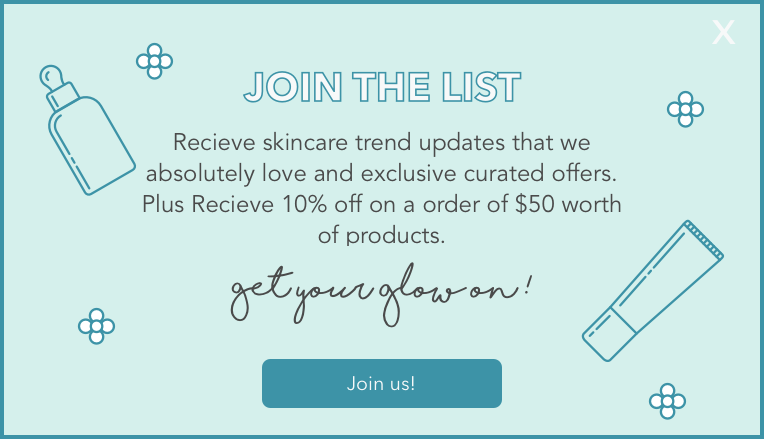 X
JOIN THE LIST
Recieve skincare trend updates that we
absolutely love and exclusive curated offers.
Plus Recieve 10% off on a order of $50 worth
of products.
get your glow on!
Join us!